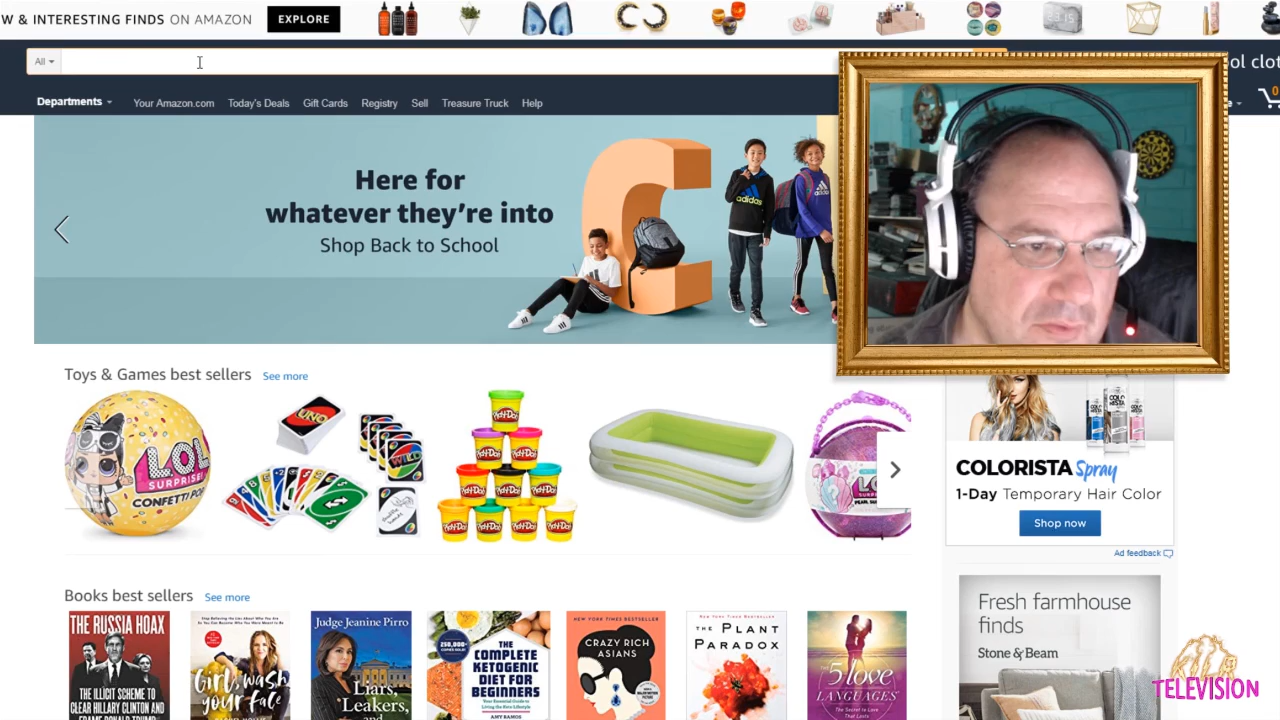 W & INTERESTING FINDS ON AMAZON
EXPLORE
All
ol clot
Departments
Your Amazon.com
Today's Deals
Gift Cards
Registry
Sell
Treasure Truck
Help
0
Here for
whatever they're into
Shop Back to School
adidas
Toys & Games best sellers See more
L.O.L.
SURPRISE!
CONFETTI POP
UNO
WILD
Play-Doh
COLORISTA Spray
1-Day Temporary Hair Color
Shop now
Ad feedback
Books best sellers See more
THE RUSSIA HOAX
THE ILLICIT SCHEME TO
CLEAR HILLARY CLINTON AND
FRAME DONALD TRUMP
Girl, wash
your face
Judge Jeanine Pirro
Liars,
Leakers,
and
250,000+
COPIES SOLD!
THE
COMPLETE
KETOGENIC
DIET FOR
BEGINNERS
Your Essential Guide to
Living the Keto Lifestyle
AMY RAMOS
NEW YORK TIMES BESTSELLER
CRAZY RICH
ASIANS
New York Times Bestseller
THE PLANT
PARADOX
THE
5 love
LANGUAGES
The Secret to Love
That Lasts
Fresh farmhouse
finds
Stone & Beam
TELEVISION